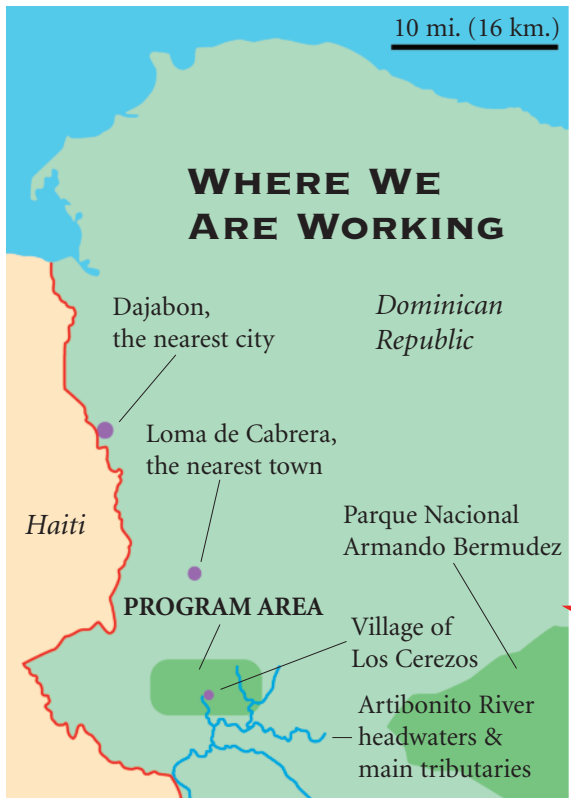 10 mi. (16 km.)
WHERE WE
ARE WORKING
Dajabon,
the nearest city
Dominican
Republic
Loma de Cabrera,
the nearest town
Haiti
Parque Nacional
Armando Bermudez
PROGRAM AREA
Village of
Los Cerezos
Artibonito River
headwaters &
main tributaries